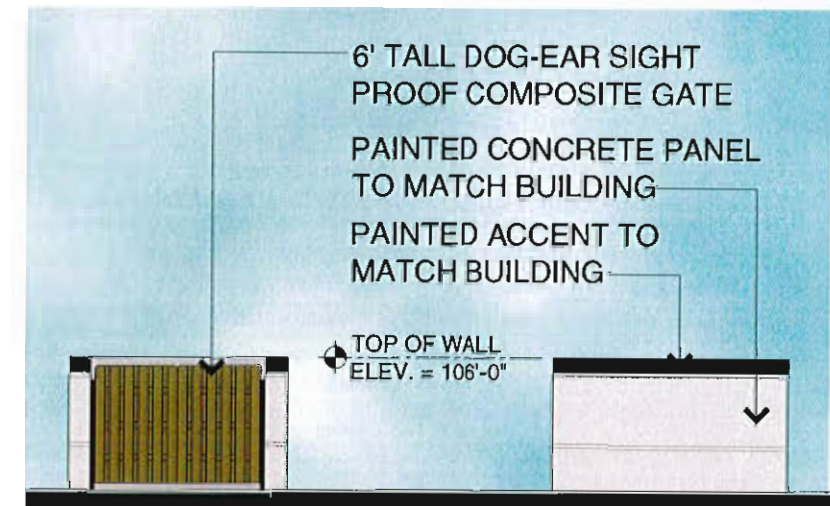 6' TALL DOG-EAR SIGHT
PROOF COMPOSITE GATE
PAINTED CONCRETE PANEL
TO MATCH BUILDING
PAINTED ACCENT TO
MATCH BUILDING
TOP OF WALL
ELEV. = 106'-0"